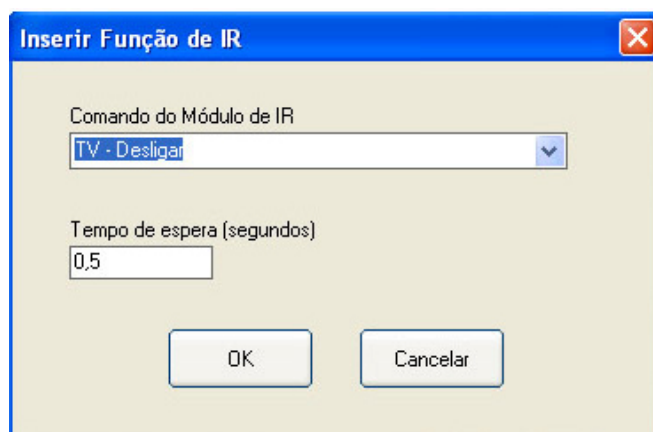 Inserir Função de IR
Comando do Módulo de IR
TV - Desligar
Tempo de espera (segundos)
0,5
OK Cancelar